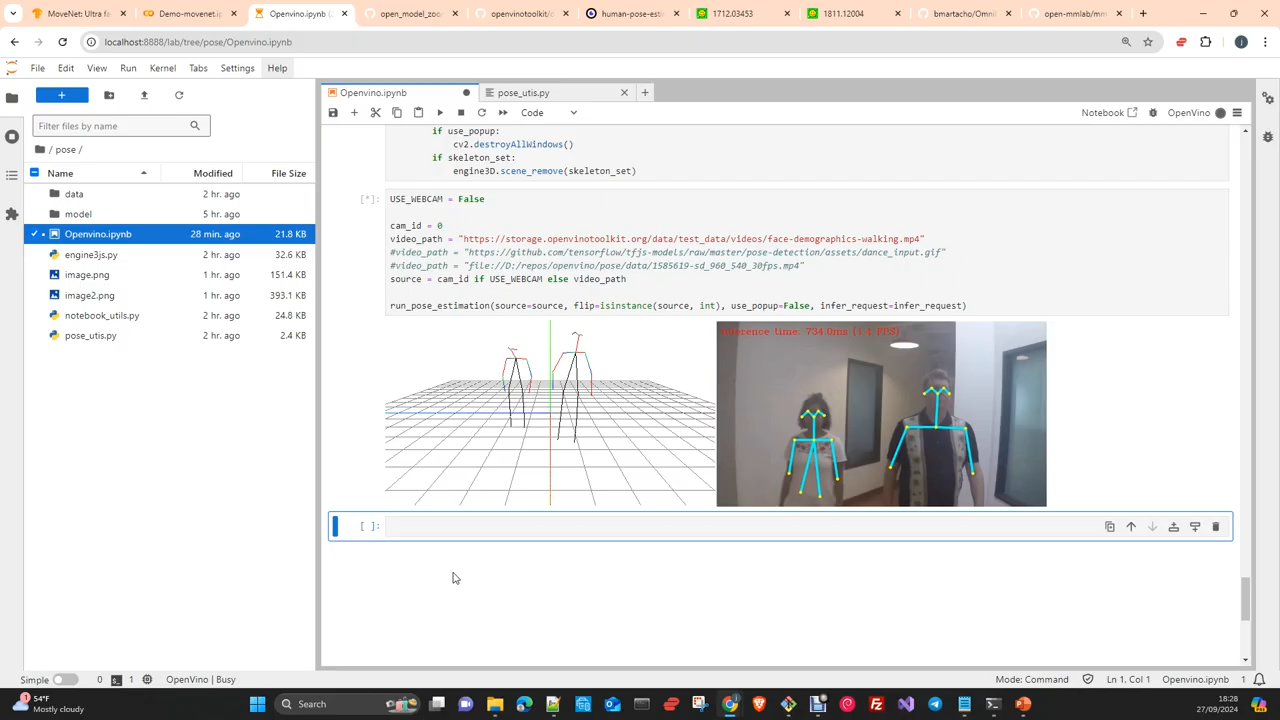 MoveNet: Ultra fa
Demo-movenet.ip
Openvino.ipynb (
open_model_zoo
openvinotoolkit/o
human-pose-esti
1712.03453
1811.12004
bmartacho/Omnil
open-mmlab/mm
localhost:8888/lab/tree/pose/Openvino.ipynb
File Edit View Run Kernel Tabs Settings Help
Openvino.ipynb
pose_utis.py
Code
Notebook
OpenVino
Filter files by name
/ pose /
Name Modified File Size
data 2 hr. ago
model 5 hr. ago
Openvino.ipynb 28 min. ago 21.8 KB
engine3js.py 2 hr. ago 32.6 KB
image.png 1 hr. ago 151.4 KB
image2.png 1 hr. ago 393.1 KB
notebook_utils.py 2 hr. ago 24.8 KB
pose_utis.py 2 hr. ago 2.4 KB
if use_popup:
cv2.destroyAllWindows()
if skeleton_set:
engine3D.scene_remove(skeleton_set)
[*]:
USE_WEBCAM = False
cam_id = 0
video_path = "https://storage.openvinotoolkit.org/data/test_data/videos/face-demographics-walking.mp4"
#video_path = "https://github.com/tensorflow/tfjs-models/raw/master/pose-detection/assets/dance_input.gif"
#video_path = "file://D:/repos/openvino/pose/data/1585619-sd_960_540_30fps.mp4"
source = cam_id if USE_WEBCAM else video_path
run_pose_estimation(source=source, flip=isinstance(source, int), use_popup=False, infer_request=infer_request)
Inference time: 734.0ms (1.1 FPS)
[ ]:
Simple 0 1 OpenVino | Busy
Mode: Command Ln 1, Col 1 Openvino.ipynb 1
54°F
Mostly cloudy
Search
18:28
27/09/2024